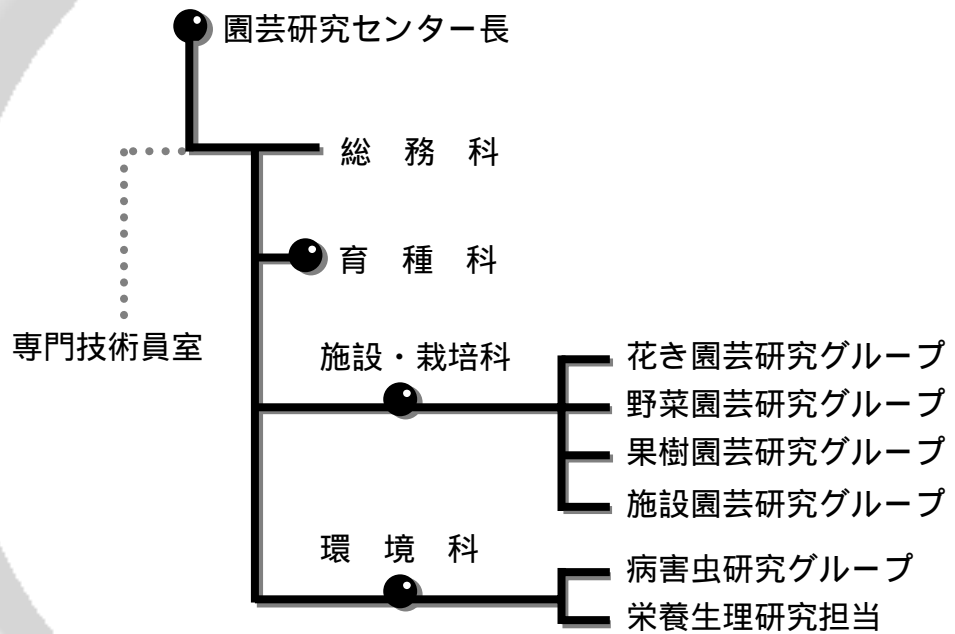 園芸研究センター長
総　務　科
育　種　科
専門技術員室
施設・栽培科
花き園芸研究グループ
野菜園芸研究グループ
果樹園芸研究グループ
施設園芸研究グループ
環　境　科
病害虫研究グループ
栄養生理研究担当